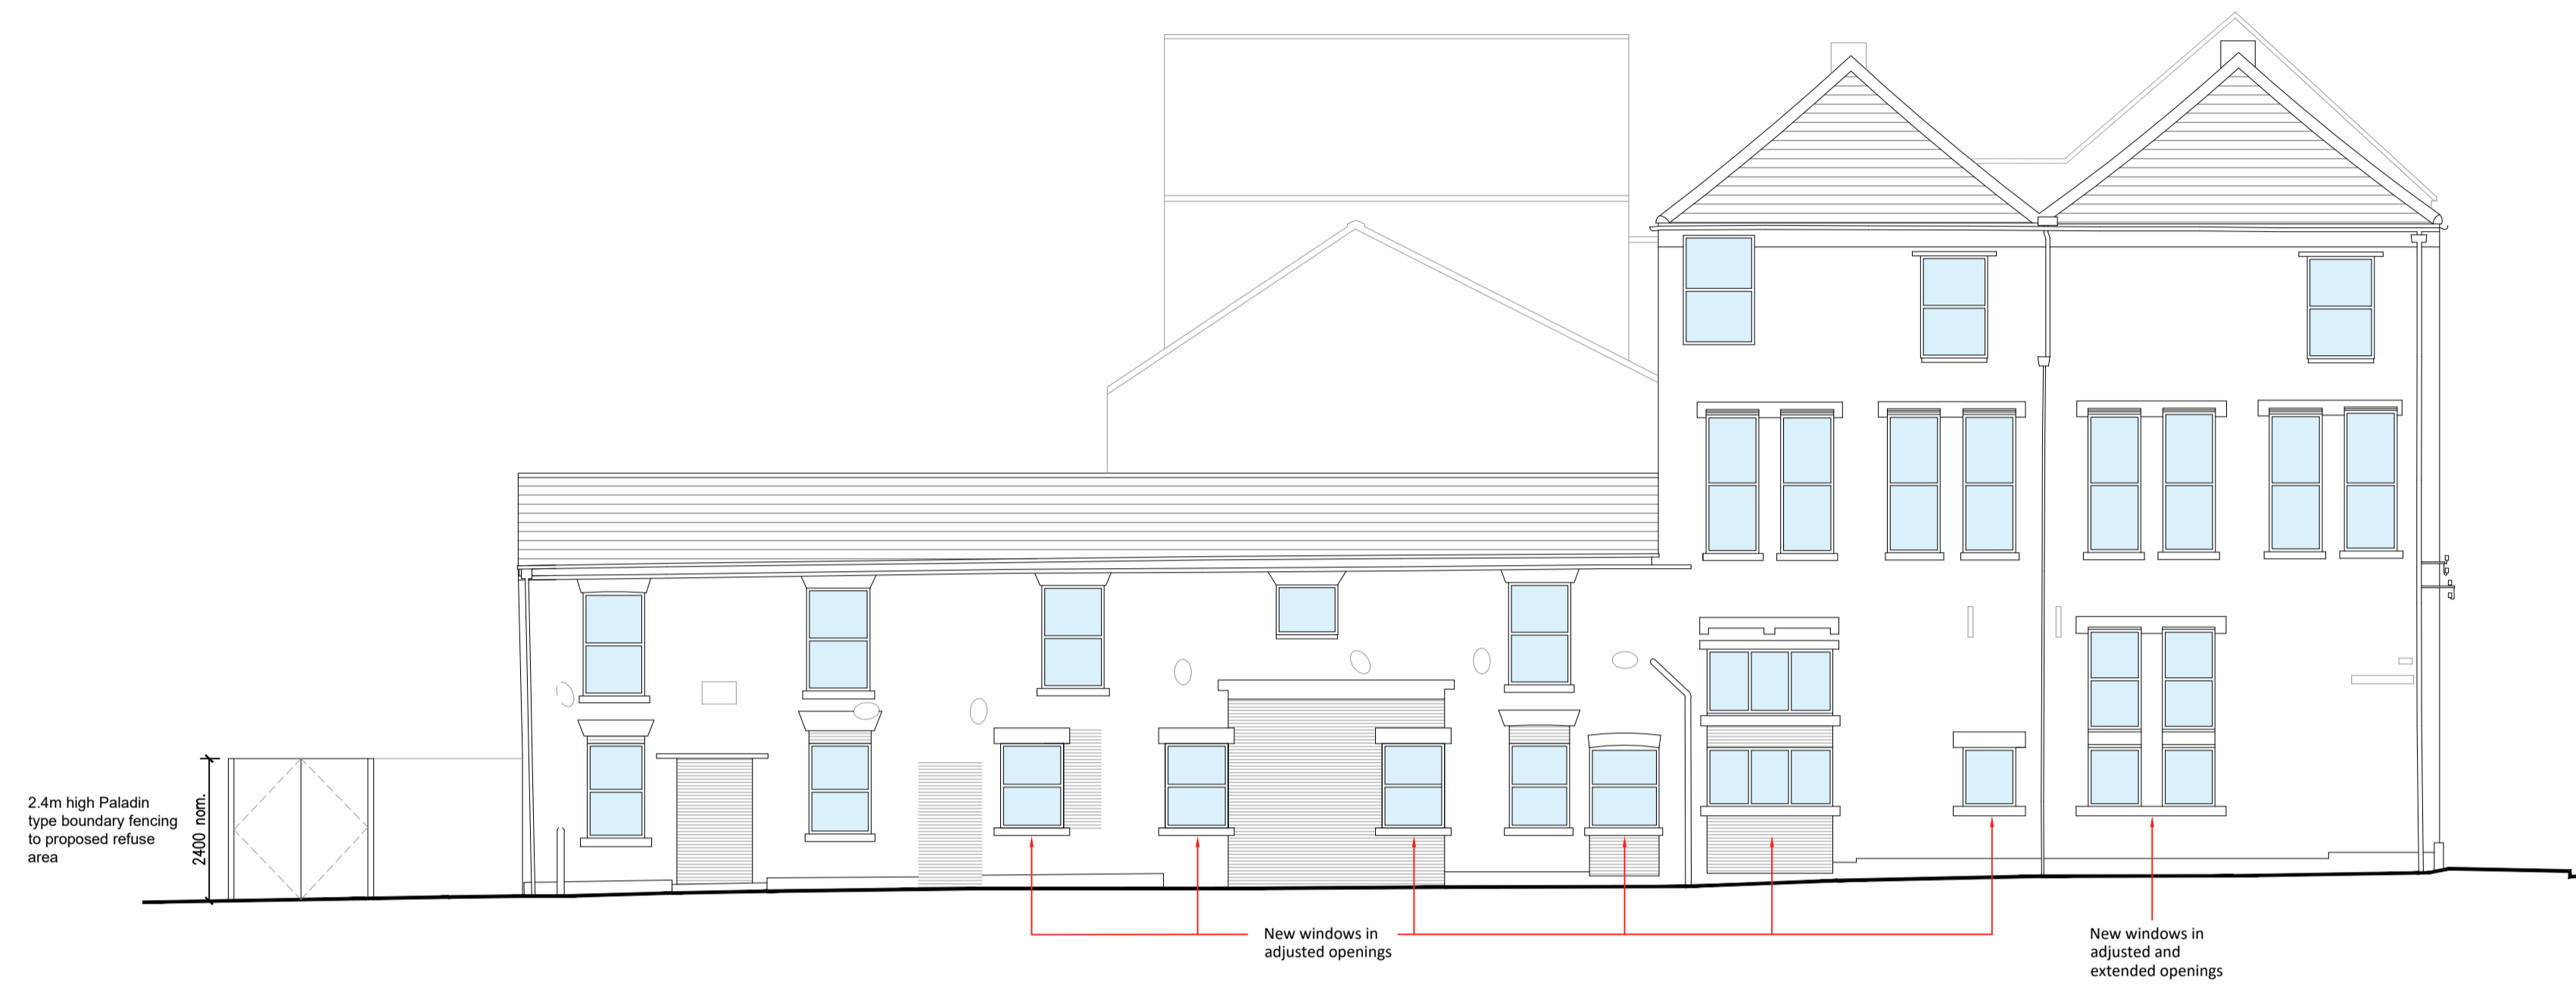 2.4m high Paladin
type boundary fencing
to proposed refuse
area
2400 nom.
New windows in
adjusted openings
New windows in
adjusted and
extended openings